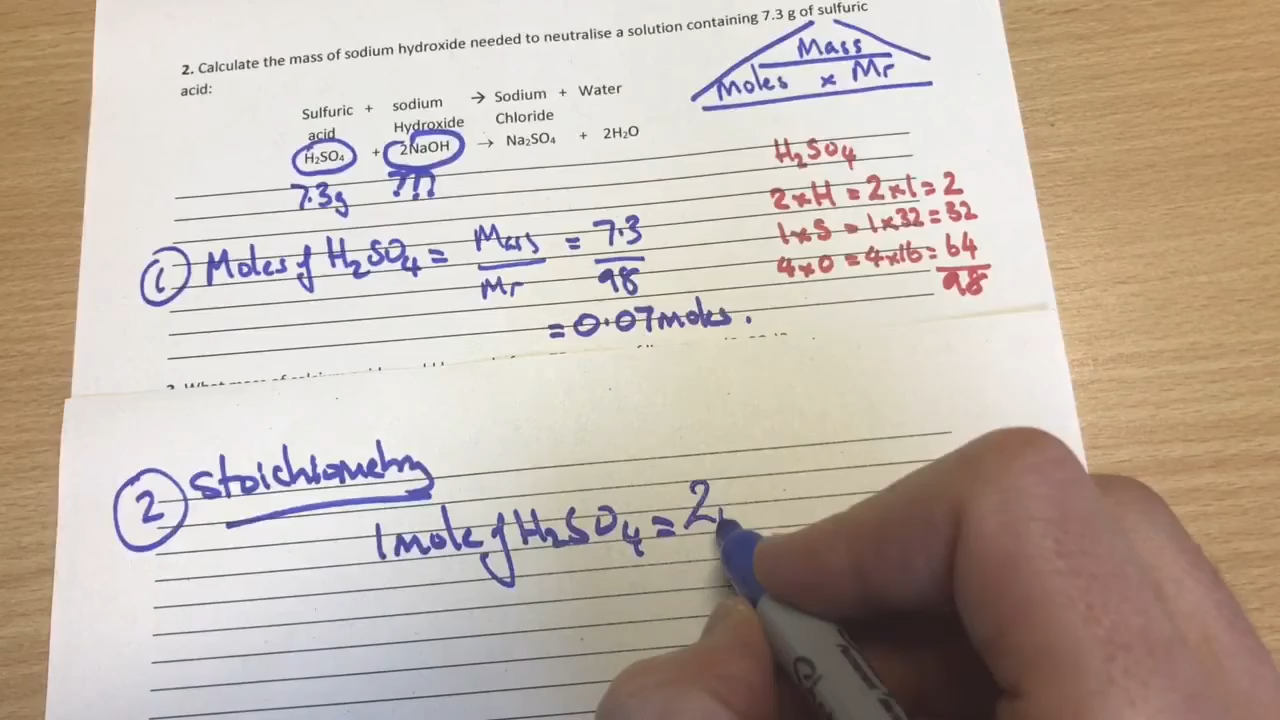 2. Calculate the mass of sodium hydroxide needed to neutralise a solution containing 7.3 g of sulfuric
acid:
Mass
Moles × Mr
Sulfuric + sodium → Sodium + Water
acid Hydroxide Chloride
H₂SO₄ + 2NaOH → Na₂SO₄ + 2H₂O
7.3g ???
H₂SO₄
2×H = 2×1 = 2
1×S = 1×32 = 32
4×O = 4×16 = 64
98
① Moles of H₂SO₄ = Mass = 7.3
Mr 98
= 0.07 moles.
② Stoichiometry
1 mole of H₂SO₄ = 2